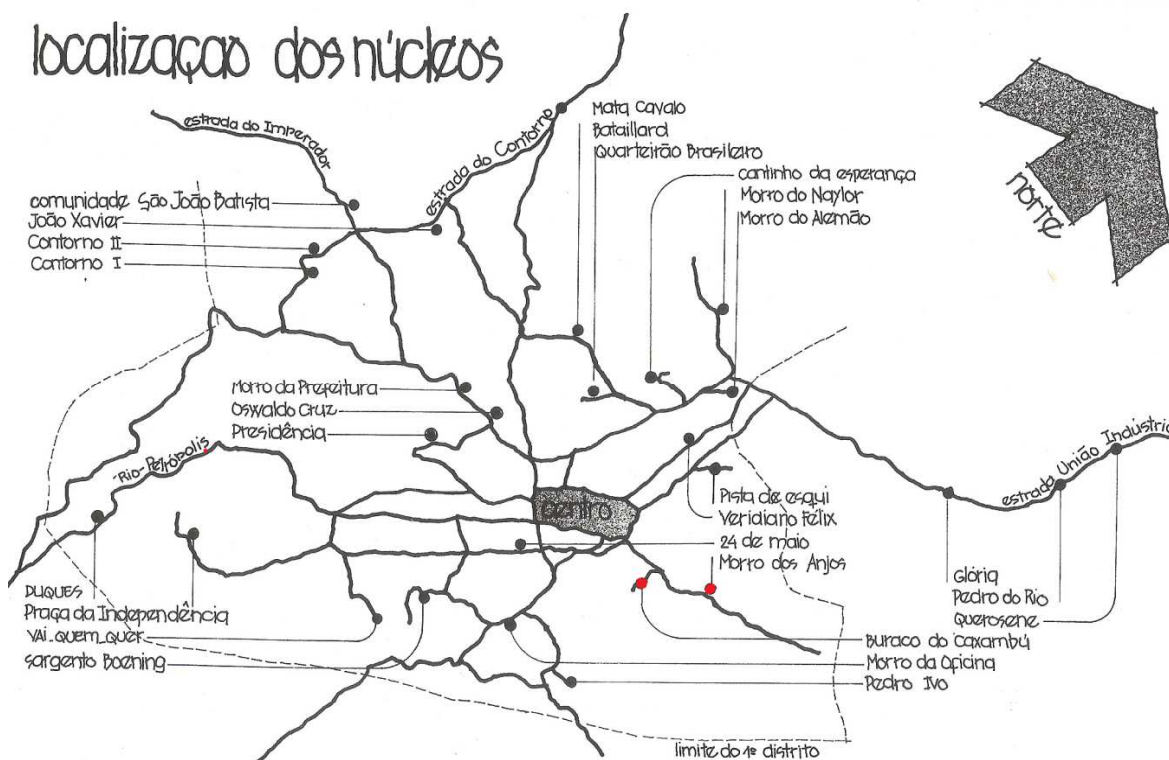 localização dos núcleos
estrada do Imperador
estrada do Contorno
Mata Cavalo
Bataillard
Quarteirão Brasileiro
cantinho da esperança
Morro do Naylor
Morro do Alemão
norte
comunidade São João Batista
João Xavier
Contorno II
Contorno I
Morro da Prefeitura
Oswaldo Cruz
Presidência
Rio-Petrópolis
centro
Pista de esqui
Veridiano Félix
24 de maio
Morro dos Anjos
estrada União Indústria
Glória
Pedro do Rio
Querosene
DUQUES
Praça da Independência
VAI_QUEM_QUER
Sargento Boening
Buraco do Caxambú
Morro da Oficina
Pedro Ivo
limite do 1º distrito